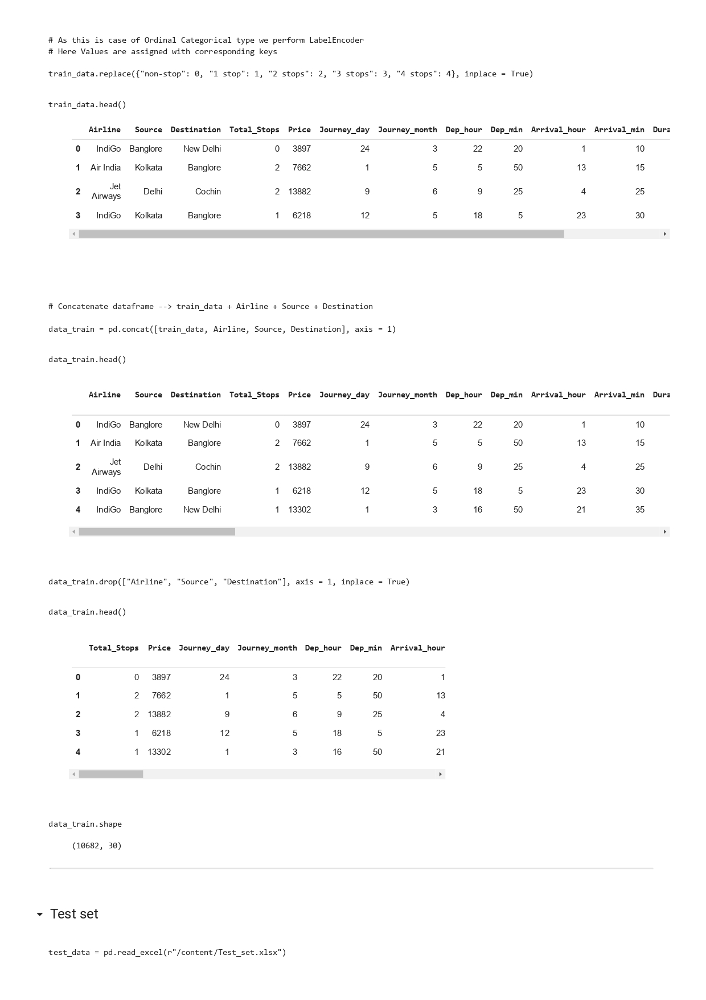 # As this is case of Ordinal Categorical type we perform LabelEncoder
# Here Values are assigned with corresponding keys
train_data.replace({"non-stop": 0, "1 stop": 1, "2 stops": 2, "3 stops": 3, "4 stops": 4}, inplace = True)
train_data.head()
Airline Source Destination Total_Stops Price Journey_day Journey_month Dep_hour Dep_min Arrival_hour Arrival_min Dura
0 IndiGo Banglore New Delhi 0 3897 24 3 22 20 1 10
1 Air India Kolkata Banglore 2 7662 1 5 5 50 13 15
2 Jet Airways Delhi Cochin 2 13882 9 6 9 25 4 25
3 IndiGo Kolkata Banglore 1 6218 12 5 18 5 23 30
# Concatenate dataframe --> train_data + Airline + Source + Destination
data_train = pd.concat([train_data, Airline, Source, Destination], axis = 1)
data_train.head()
Airline Source Destination Total_Stops Price Journey_day Journey_month Dep_hour Dep_min Arrival_hour Arrival_min Dura
0 IndiGo Banglore New Delhi 0 3897 24 3 22 20 1 10
1 Air India Kolkata Banglore 2 7662 1 5 5 50 13 15
2 Jet Airways Delhi Cochin 2 13882 9 6 9 25 4 25
3 IndiGo Kolkata Banglore 1 6218 12 5 18 5 23 30
4 IndiGo Banglore New Delhi 1 13302 1 3 16 50 21 35
data_train.drop(["Airline", "Source", "Destination"], axis = 1, inplace = True)
data_train.head()
Total_Stops Price Journey_day Journey_month Dep_hour Dep_min Arrival_hour
0 0 3897 24 3 22 20 1
1 2 7662 1 5 5 50 13
2 2 13882 9 6 9 25 4
3 1 6218 12 5 18 5 23
4 1 13302 1 3 16 50 21
data_train.shape
(10682, 30)
Test set
test_data = pd.read_excel(r"/content/Test_set.xlsx")